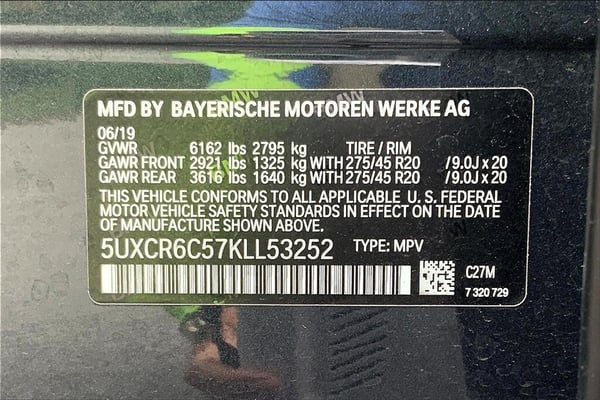 MFD BY BAYERISCHE MOTOREN WERKE AG
06/19
GVWR 6162 lbs 2795 kg TIRE / RIM
GAWR FRONT 2921 lbs 1325 kg WITH 275/45 R20 /9.0J x 20
GAWR REAR 3616 lbs 1640 kg WITH 275/45 R20 /9.0J x 20
THIS VEHICLE CONFORMS TO ALL APPLICABLE U. S. FEDERAL
MOTOR VEHICLE SAFETY STANDARDS IN EFFECT ON THE DATE
OF MANUFACTURE SHOWN ABOVE.
5UXCR6C57KLL53252 TYPE: MPV
C27M
7 320 729